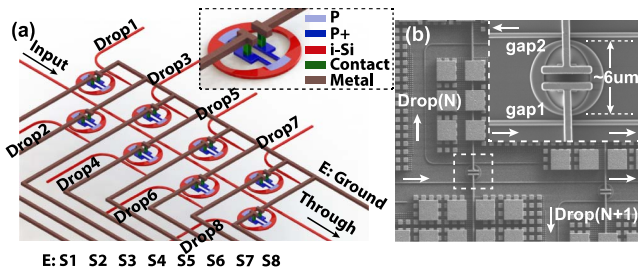 (a)
Input
Drop1
Drop3
Drop5
Drop7
Drop2
Drop4
Drop6
Drop8
E: Ground
Through
E: S1 S2 S3 S4 S5 S6 S7 S8
P
P+
i-Si
Contact
Metal
(b)
gap2
~6um
gap1
Drop(N)
Drop(N+1)